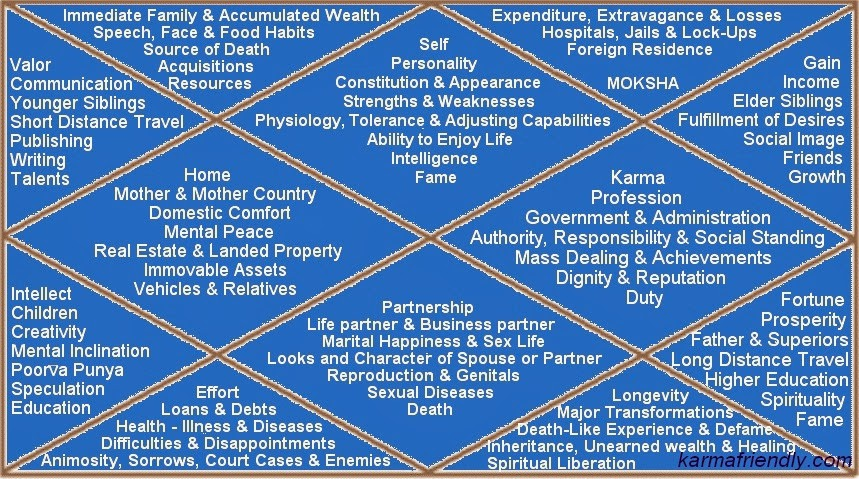 Immediate Family & Accumulated Wealth
Speech, Face & Food Habits
Source of Death
Acquisitions
Resources
Self
Personality
Constitution & Appearance
Strengths & Weaknesses
Physiology, Tolerance & Adjusting Capabilities
Ability to Enjoy Life
Intelligence
Fame
Expenditure, Extravagance & Losses
Hospitals, Jails & Lock-Ups
Foreign Residence
MOKSHA
Valor
Communication
Younger Siblings
Short Distance Travel
Publishing
Writing
Talents
Gain
Income
Elder Siblings
Fulfillment of Desires
Social Image
Friends
Growth
Home
Mother & Mother Country
Domestic Comfort
Mental Peace
Real Estate & Landed Property
Immovable Assets
Vehicles & Relatives
Karma
Profession
Government & Administration
Authority, Responsibility & Social Standing
Mass Dealing & Achievements
Dignity & Reputation
Duty
Intellect
Children
Creativity
Mental Inclination
Poorva Punya
Speculation
Education
Partnership
Life partner & Business partner
Marital Happiness & Sex Life
Looks and Character of Spouse or Partner
Reproduction & Genitals
Sexual Diseases
Death
Fortune
Prosperity
Father & Superiors
Long Distance Travel
Higher Education
Spirituality
Fame
Effort
Loans & Debts
Health - Illness & Diseases
Difficulties & Disappointments
Animosity, Sorrows, Court Cases & Enemies
Longevity
Major Transformations
Death-Like Experience & Defame
Inheritance, Unearned wealth & Healing
Spiritual Liberation
karmafriendly.com